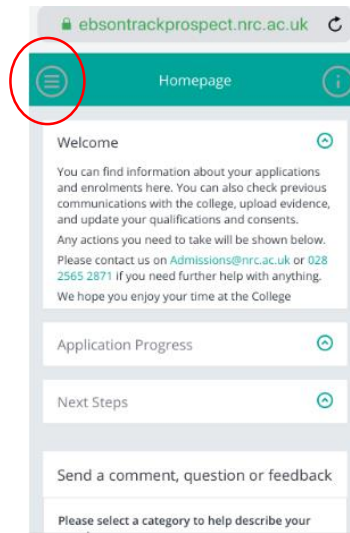 ebsontrackprospect.nrc.ac.uk
Homepage
Welcome
You can find information about your applications
and enrolments here. You can also check previous
communications with the college, upload evidence,
and update your qualifications and consents.
Any actions you need to take will be shown below.
Please contact us on Admissions@nrc.ac.uk or 028
2565 2871 if you need further help with anything.
We hope you enjoy your time at the College
Application Progress
Next Steps
Send a comment, question or feedback
Please select a category to help describe your